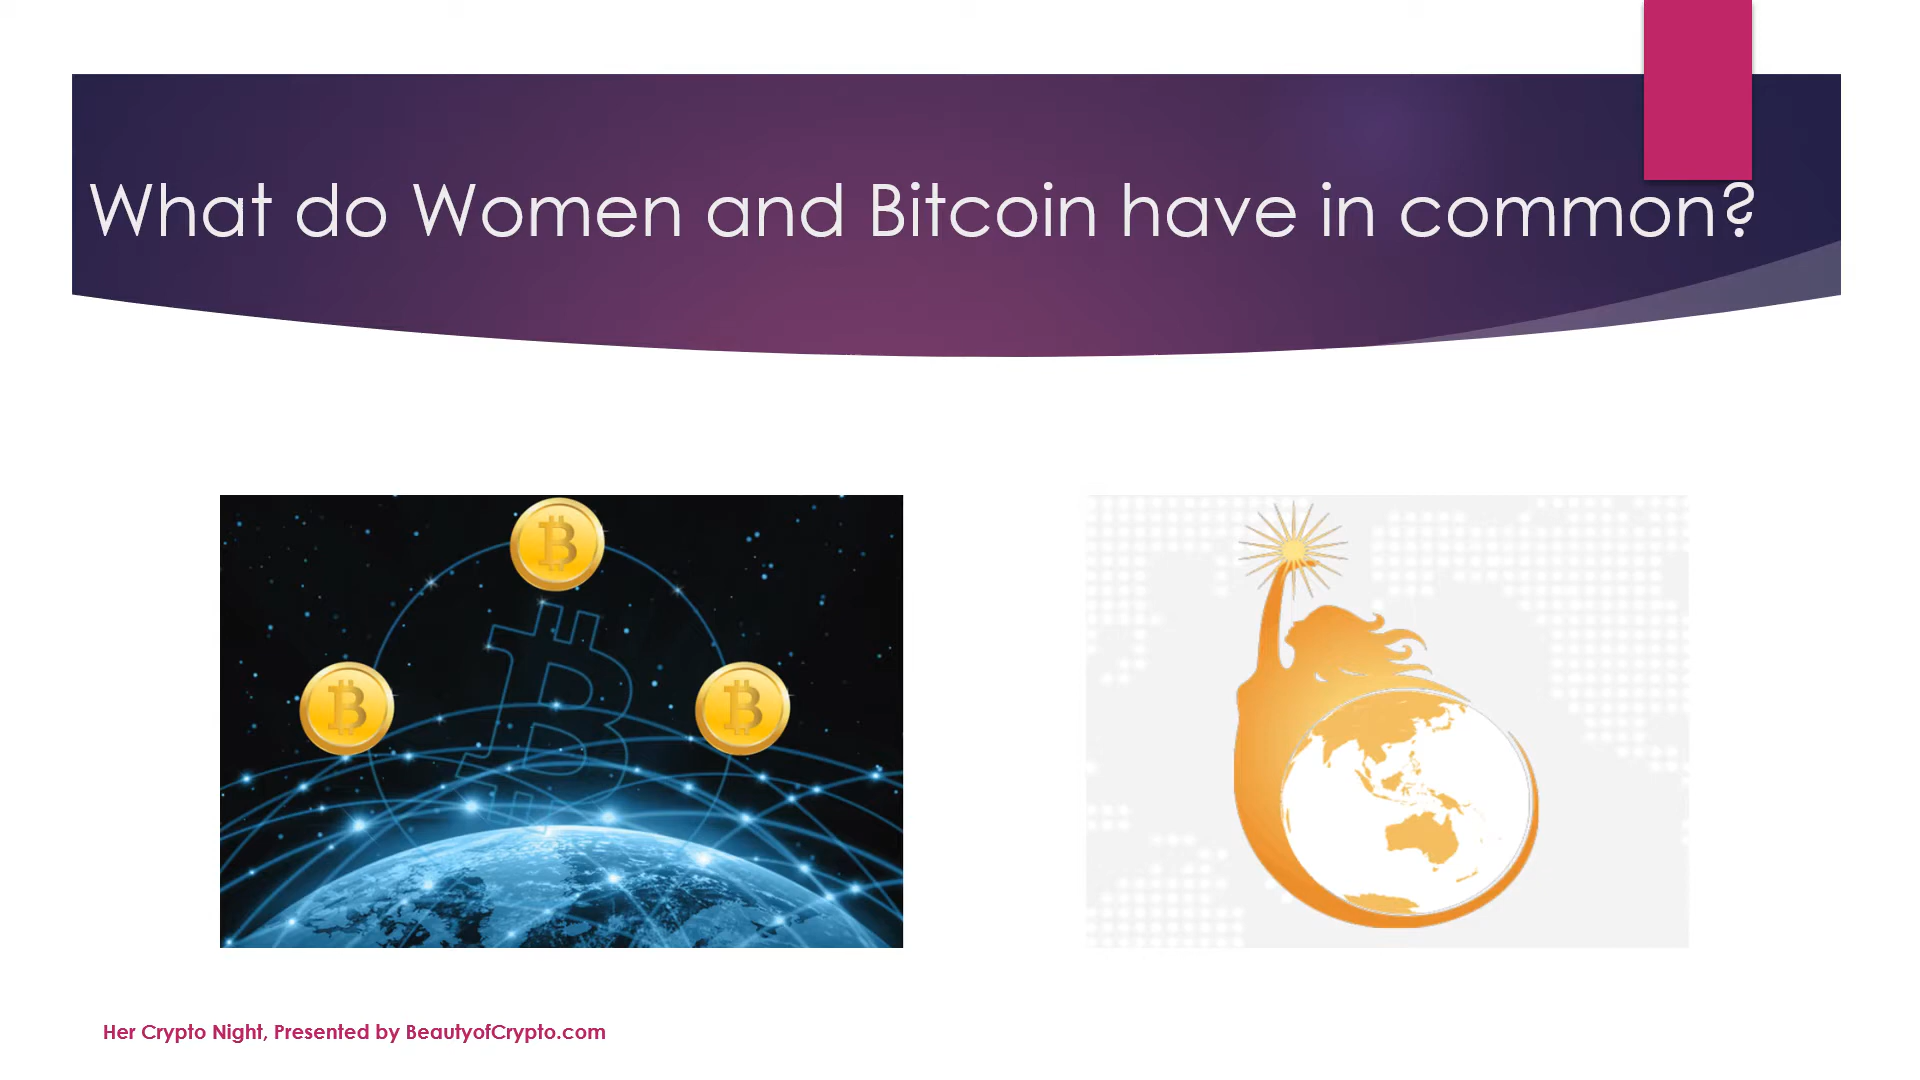 What do Women and Bitcoin have in common?
Her Crypto Night, Presented by BeautyofCrypto.com